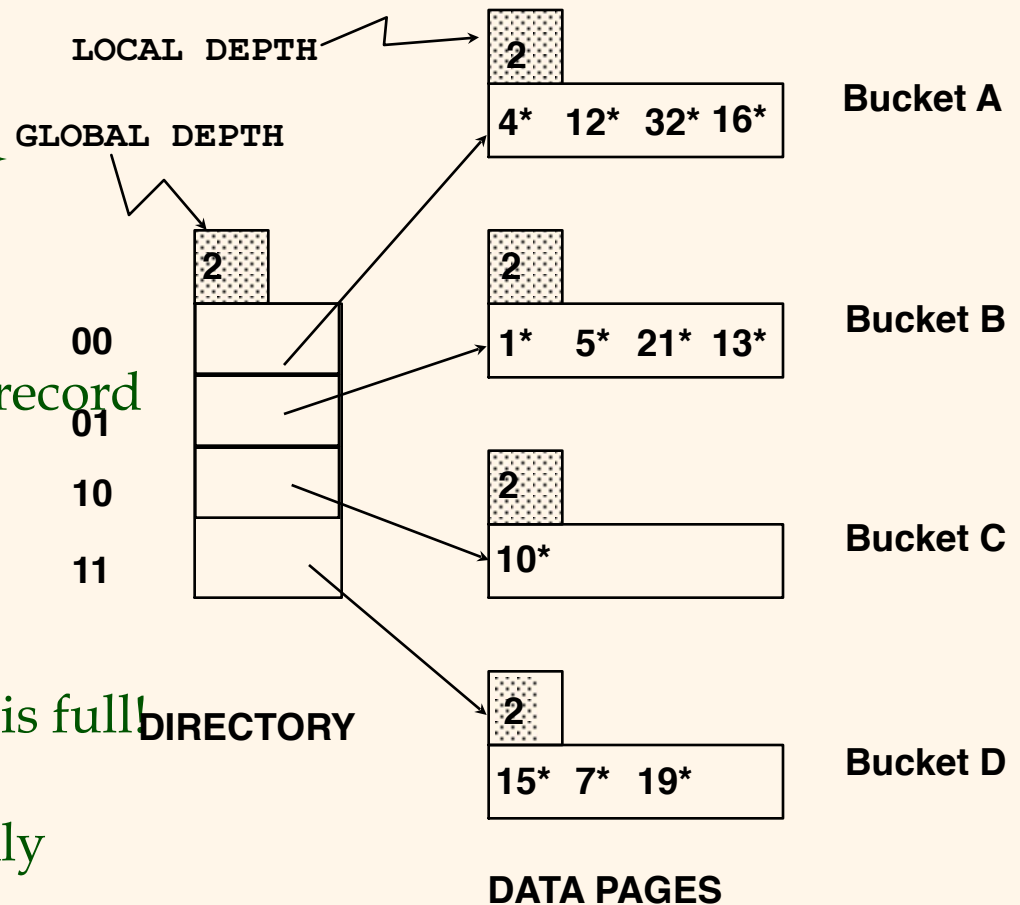 LOCAL DEPTH
2
Bucket A
4* 12* 32* 16*
GLOBAL DEPTH
2
2
Bucket B
00
1* 5* 21* 13*
record
01
10
2
Bucket C
10*
11
is full!
DIRECTORY
2
Bucket D
15* 7* 19*
lly
DATA PAGES